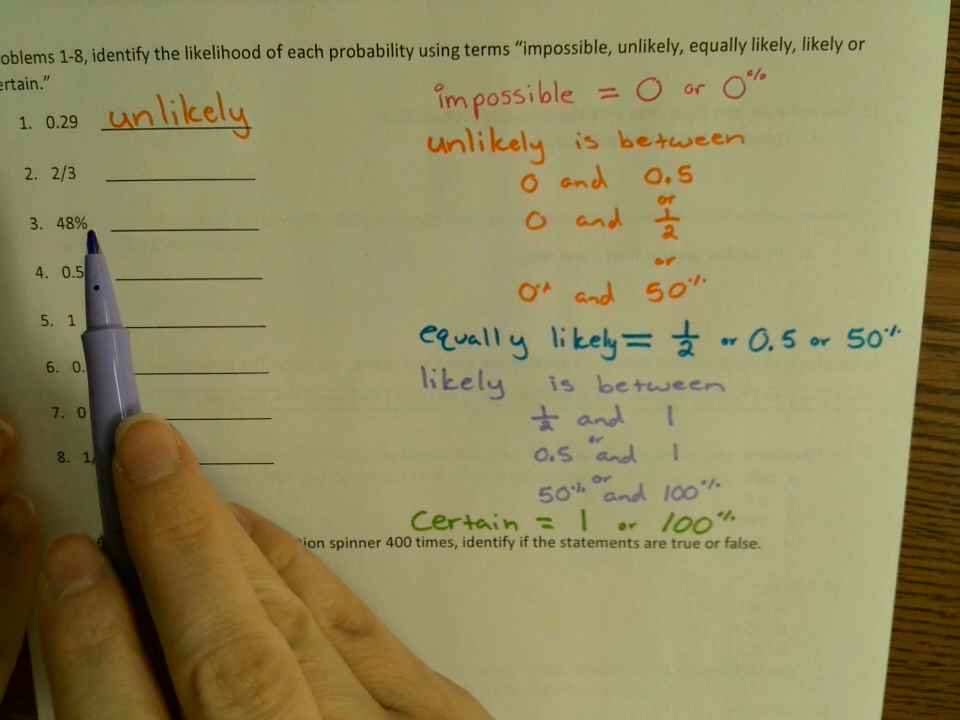 oblems 1-8, identify the likelihood of each probability using terms “impossible, unlikely, equally likely, likely or
ertain.”
1. 0.29 unlikely
2. 2/3
3. 48%
4. 0.5
5. 1
6. 0.
7. 0
8. 1/
impossible = 0 or 0%
unlikely is between
0 and 0.5
or
0 and 1/2
or
0% and 50%
equally likely = 1/2 or 0.5 or 50%
likely is between
1/2 and 1
or
0.5 and 1
or
50% and 100%
Certain = 1 or 100%
ion spinner 400 times, identify if the statements are true or false.